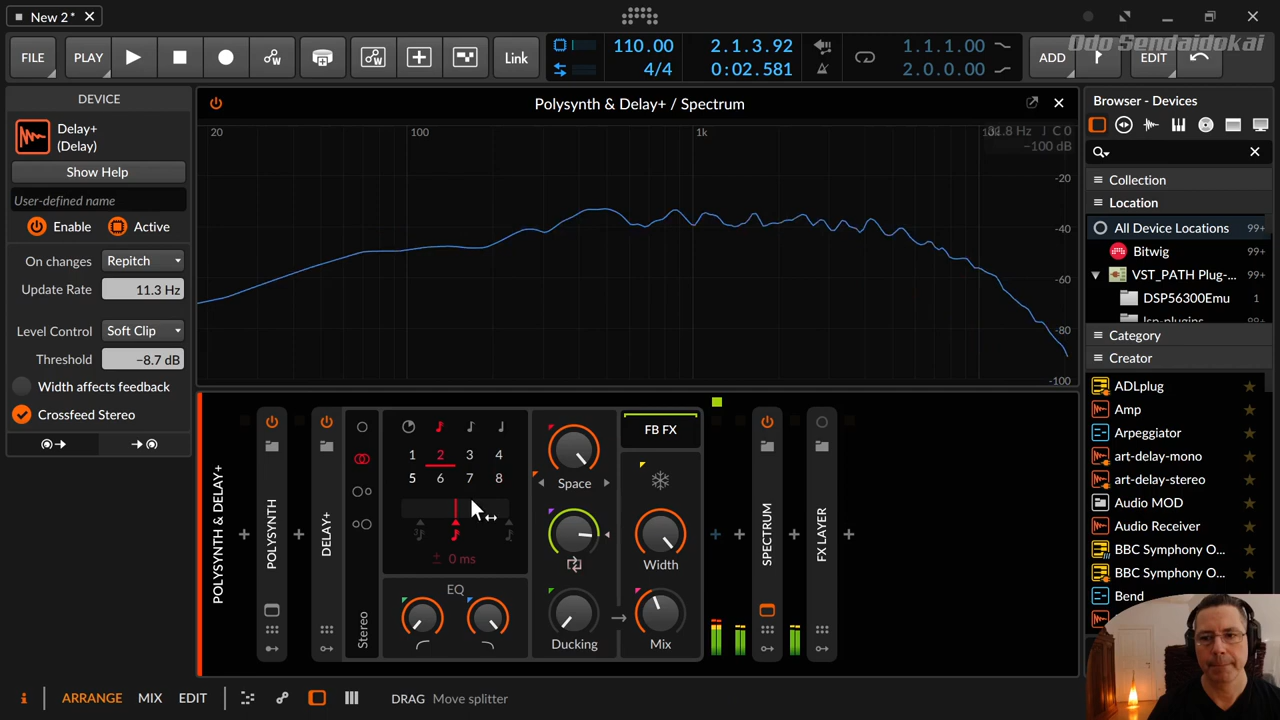 New 2*
FILE
PLAY
Link
110.00
4/4
2.1.3.92
0:02.581
1.1.1.00
2.0.0.00
ADD
EDIT
Odo Sendaidokai
DEVICE
Delay+
(Delay)
Show Help
User-defined name
Enable
Active
On changes
Repitch
Update Rate
11.3 Hz
Level Control
Soft Clip
Threshold
−8.7 dB
Width affects feedback
Crossfeed Stereo
Polysynth & Delay+ / Spectrum
20
100
1k
31.8 Hz
C 0
−100 dB
-20
-40
-60
-80
-100
POLYSYNTH & DELAY+
POLYSYNTH
DELAY+
Stereo
1 2 3 4
5 6 7 8
± 0 ms
EQ
Space
Ducking
FB FX
Width
Mix
SPECTRUM
FX LAYER
Browser - Devices
Collection
Location
All Device Locations 99+
Bitwig 99+
VST_PATH Plug-... 99+
DSP56300Emu 1
lsp-plugins
Category
Creator
ADLplug
Amp
Arpeggiator
art-delay-mono
art-delay-stereo
Audio MOD
Audio Receiver
BBC Symphony O...
BBC Symphony O...
Bend
i
ARRANGE
MIX
EDIT
DRAG Move splitter